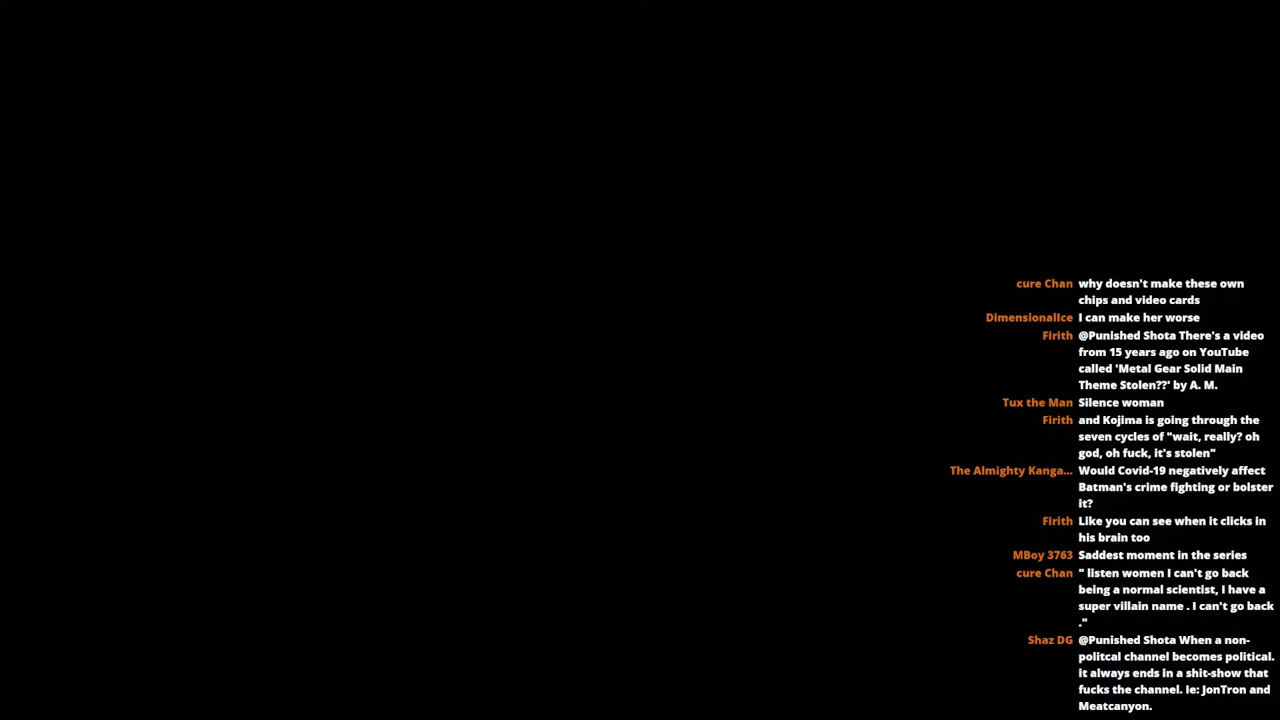 cure Chan why doesn't make these own
chips and video cards
DimensionalIce I can make her worse
Firith @Punished Shota There's a video
from 15 years ago on YouTube
called 'Metal Gear Solid Main
Theme Stolen??' by A. M.
Tux the Man Silence woman
Firith and Kojima is going through the
seven cycles of "wait, really? oh
god, oh fuck, it's stolen"
The Almighty Kanga... Would Covid-19 negatively affect
Batman's crime fighting or bolster
it?
Firith Like you can see when it clicks in
his brain too
MBoy 3763 Saddest moment in the series
cure Chan " listen women I can't go back
being a normal scientist, I have a
super villain name . I can't go back
."
Shaz DG @Punished Shota When a non-
politcal channel becomes political.
it always ends in a shit-show that
fucks the channel. Ie: JonTron and
Meatcanyon.